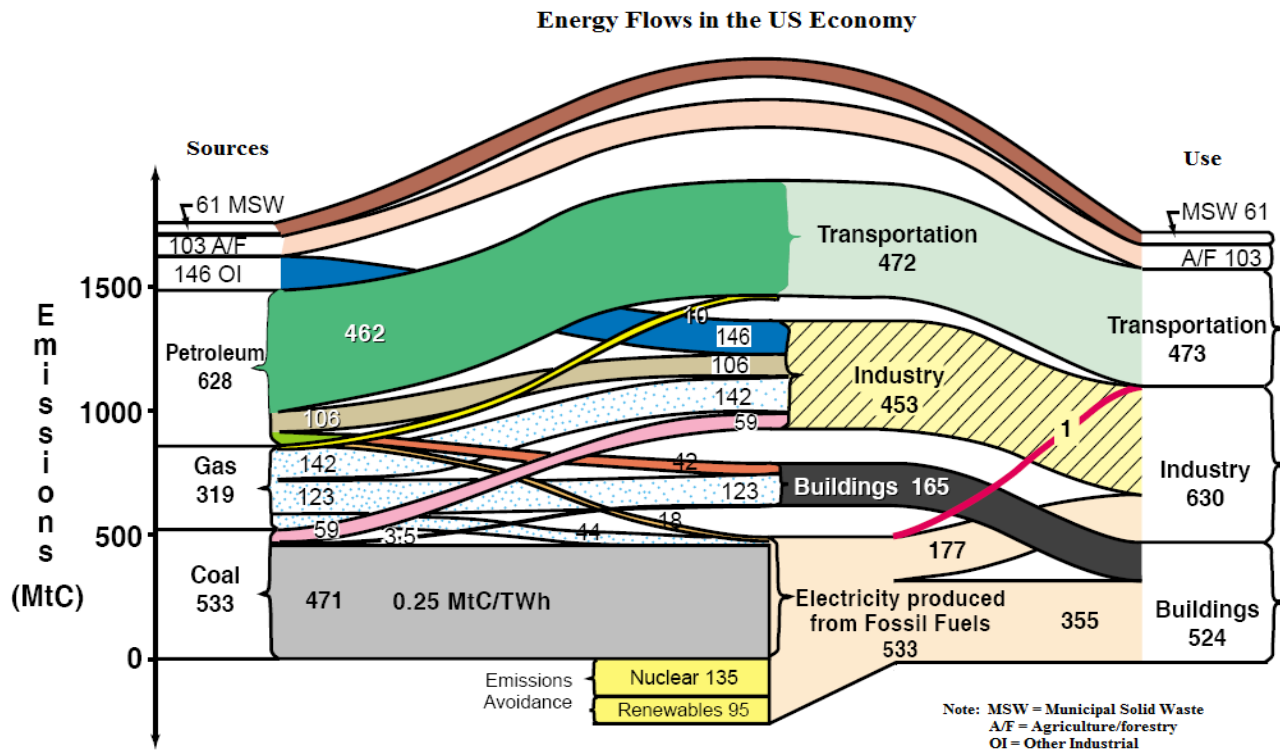 Energy Flows in the US Economy
Sources
Use
61 MSW
103 A/F
146 OI
1500
1000
500
0
Emissions
(MtC)
Petroleum
628
Gas
319
Coal
533
462
106
142
123
59
3.5
471
0.25 MtC/TWh
10
146
106
142
59
42
123
18
44
Transportation
472
Industry
453
Buildings 165
Electricity produced
from Fossil Fuels
533
Emissions
Avoidance
Nuclear 135
Renewables 95
1
177
355
MSW 61
A/F 103
Transportation
473
Industry
630
Buildings
524
Note: MSW = Municipal Solid Waste
A/F = Agriculture/forestry
OI = Other Industrial